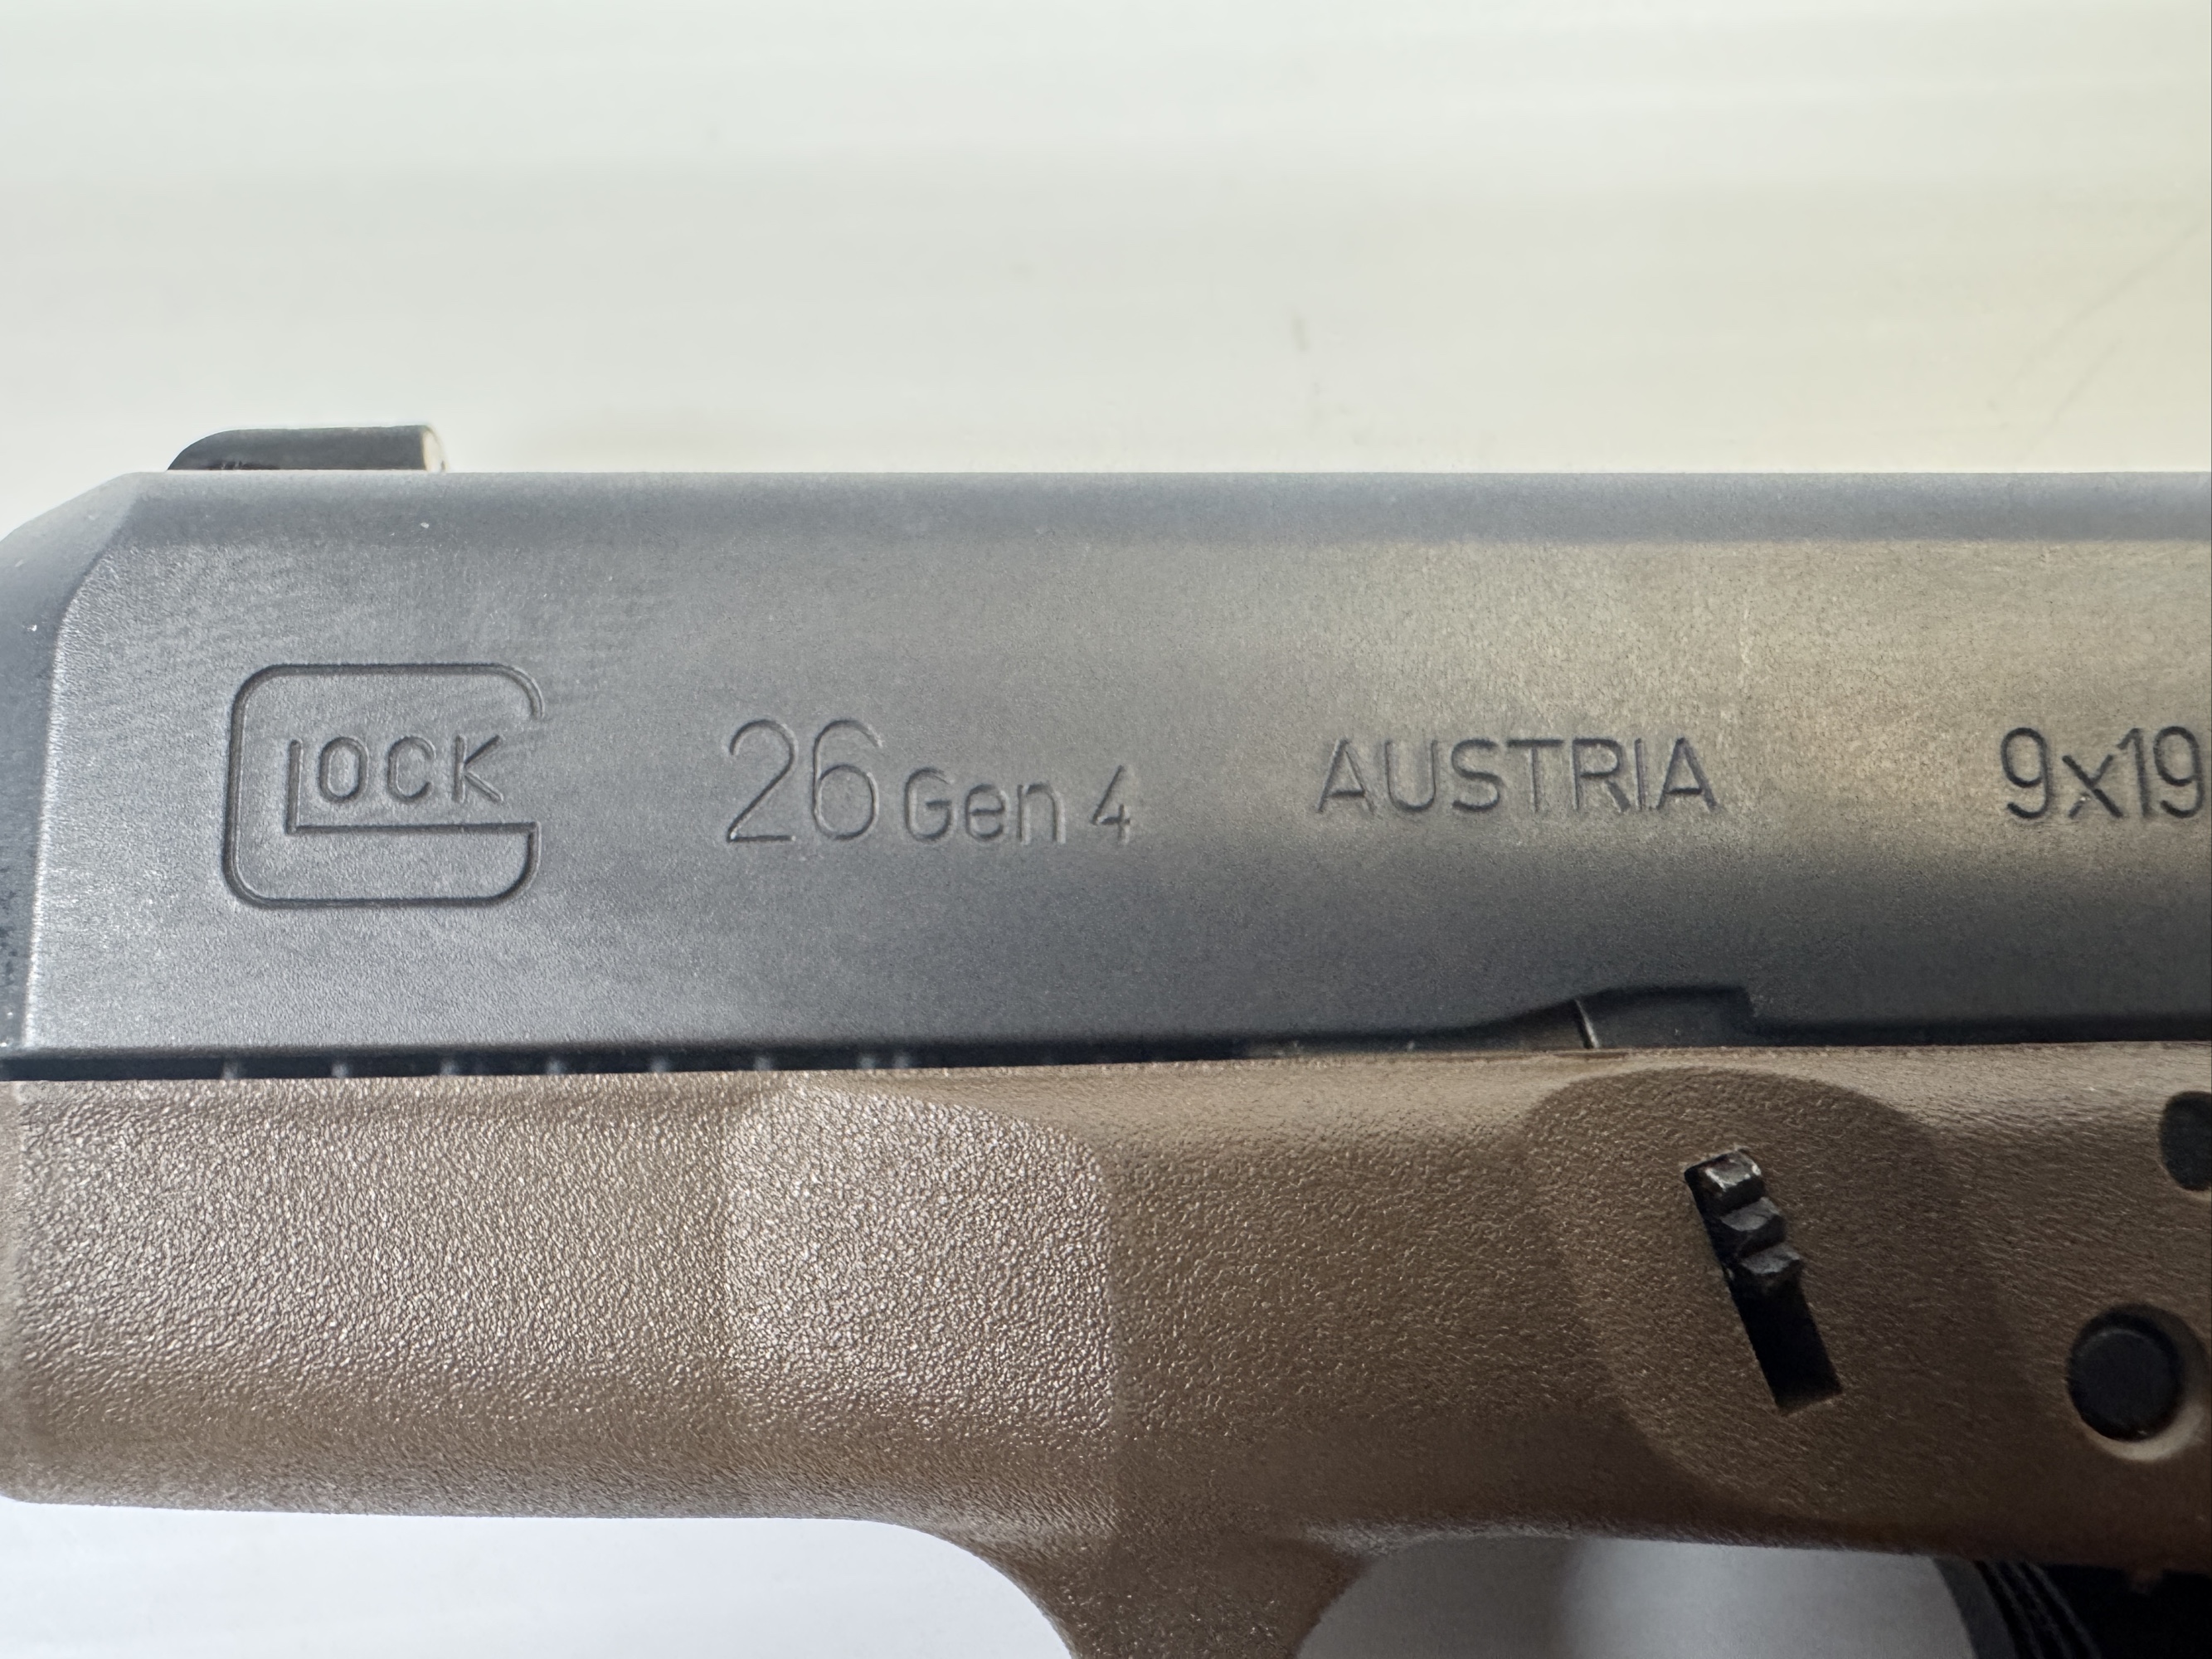 GLOCK 26 Gen 4 AUSTRIA 9x19